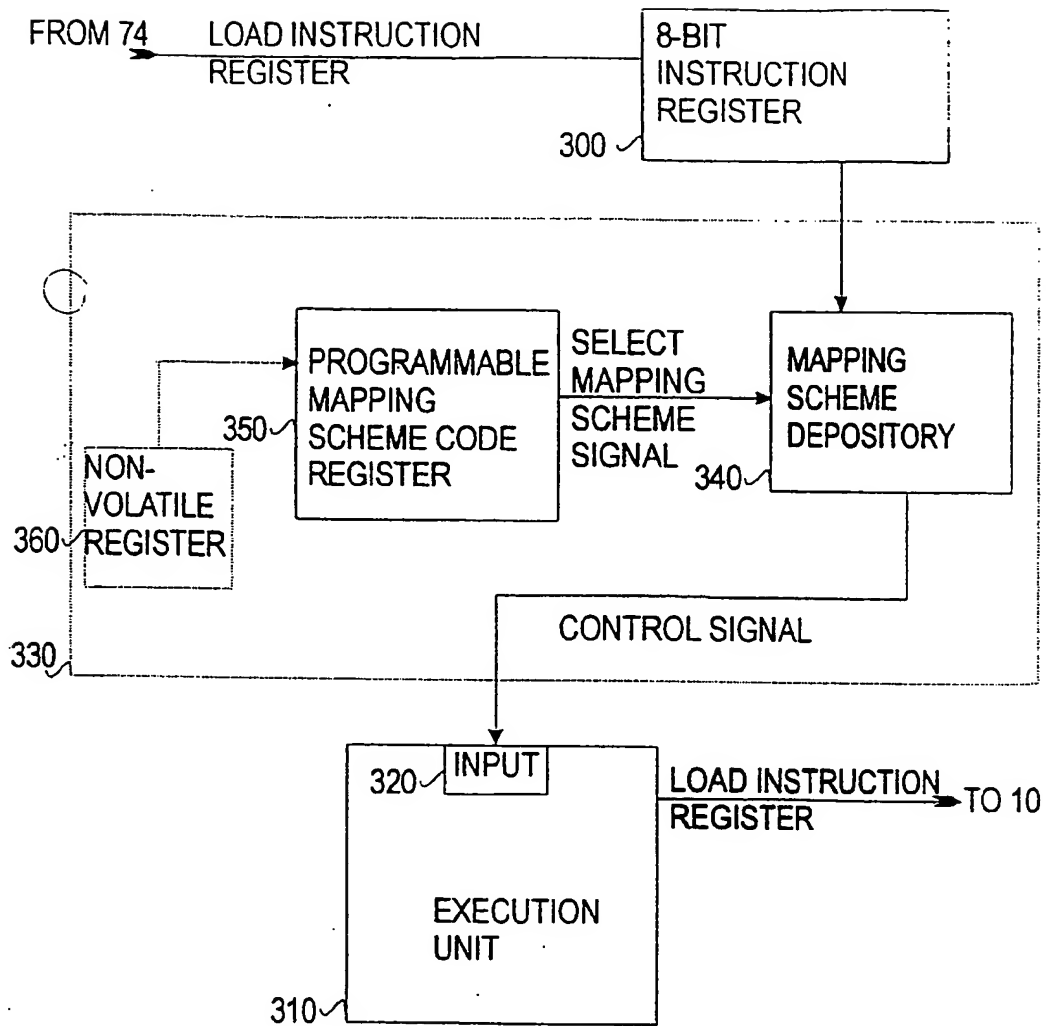 FROM 74
LOAD INSTRUCTION
REGISTER
8-BIT
INSTRUCTION
REGISTER
300
PROGRAMMABLE
MAPPING
SCHEME CODE
REGISTER
350
SELECT
MAPPING
SCHEME
SIGNAL
MAPPING
SCHEME
DEPOSITORY
340
NON-
VOLATILE
REGISTER
360
CONTROL SIGNAL
330
INPUT
320
LOAD INSTRUCTION
REGISTER
TO 10
EXECUTION
UNIT
310